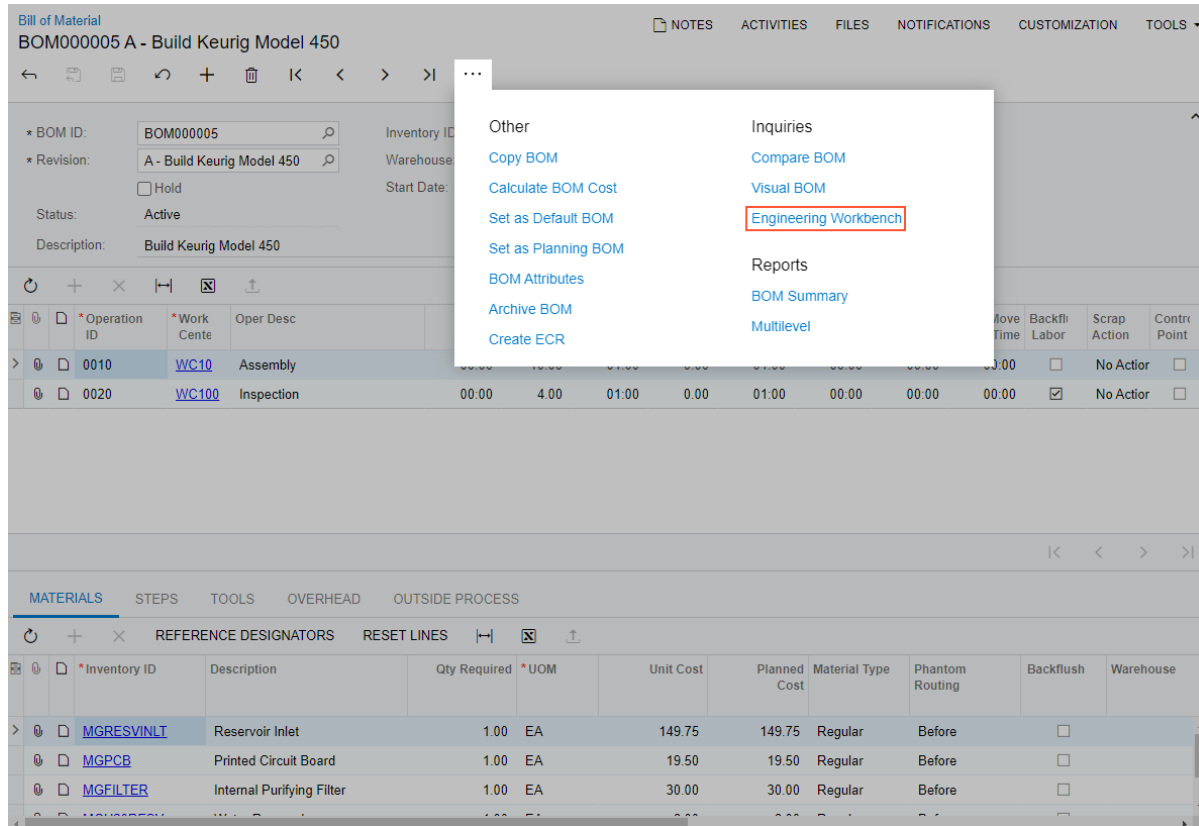 Bill of Material
BOM000005 A - Build Keurig Model 450
NOTES ACTIVITIES FILES NOTIFICATIONS CUSTOMIZATION TOOLS
* BOM ID: BOM000005 Inventory ID
* Revision: A - Build Keurig Model 450 Warehouse
Hold Start Date:
Status: Active
Description: Build Keurig Model 450
Other
Copy BOM
Calculate BOM Cost
Set as Default BOM
Set as Planning BOM
BOM Attributes
Archive BOM
Create ECR
Inquiries
Compare BOM
Visual BOM
Engineering Workbench
Reports
BOM Summary
Multilevel
* Operation ID * Work Cente Oper Desc Move Time Backflu Labor Scrap Action Contro Point
0010 WC10 Assembly No Action
0020 WC100 Inspection 00:00 4.00 01:00 0.00 01:00 00:00 00:00 00:00 No Action
MATERIALS STEPS TOOLS OVERHEAD OUTSIDE PROCESS
REFERENCE DESIGNATORS RESET LINES
* Inventory ID Description Qty Required * UOM Unit Cost Planned Cost Material Type Phantom Routing Backflush Warehouse
MGRESVINLT Reservoir Inlet 1.00 EA 149.75 149.75 Regular Before
MGPCB Printed Circuit Board 1.00 EA 19.50 19.50 Regular Before
MGFILTER Internal Purifying Filter 1.00 EA 30.00 30.00 Regular Before